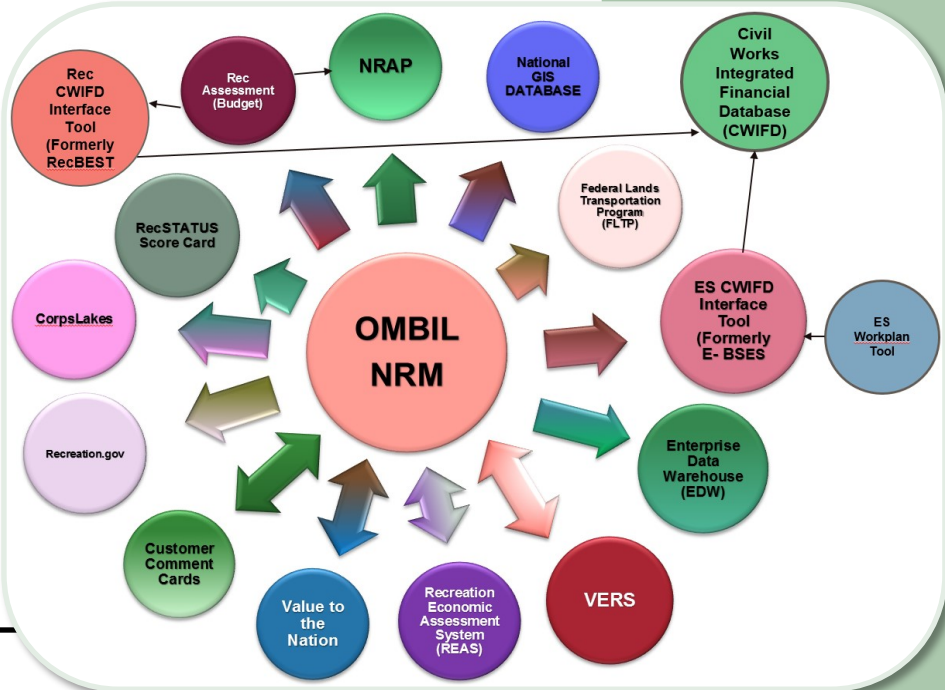 Rec
CWIFD
Interface
Tool
(Formerly
RecBEST
Rec
Assessment
(Budget)
NRAP
National
GIS
DATABASE
Civil
Works
Integrated
Financial
Database
(CWIFD)
RecSTATUS
Score Card
Federal Lands
Transportation
Program
(FLTP)
CorpsLakes
OMBIL
NRM
ES CWIFD
Interface
Tool
(Formerly
E- BSES
ES
Workplan
Tool
Recreation.gov
Enterprise
Data
Warehouse
(EDW)
Customer
Comment
Cards
Value to
the
Nation
Recreation
Economic
Assessment
System
(REAS)
VERS